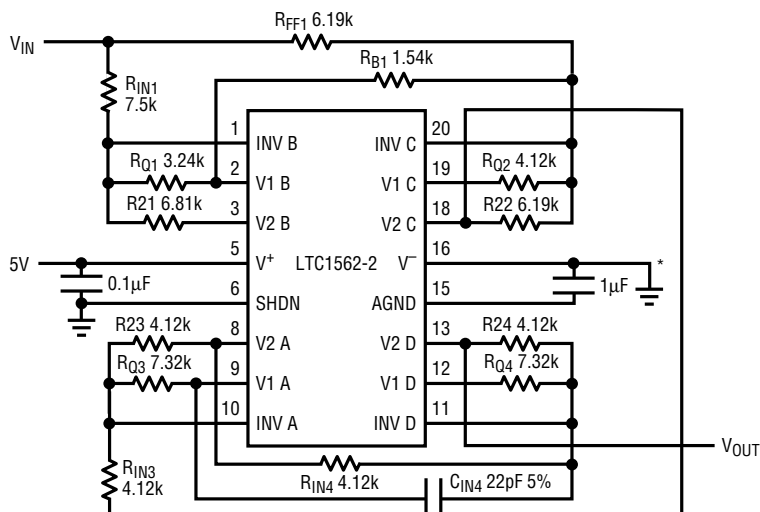 RFF1 6.19k
VIN
RB1 1.54k
RIN1
7.5k
1 INV B INV C 20
RQ1 3.24k 2 V1 B V1 C 19 RQ2 4.12k
R21 6.81k 3 V2 B V2 C 18 R22 6.19k
5V 5 V+ LTC1562-2 V– 16 *
0.1µF 1µF
6 SHDN AGND 15
R23 4.12k 8 V2 A V2 D 13 R24 4.12k
RQ3 7.32k 9 V1 A V1 D 12 RQ4 7.32k
10 INV A INV D 11
VOUT
RIN3
4.12k
RIN4 4.12k
CIN4 22pF 5%